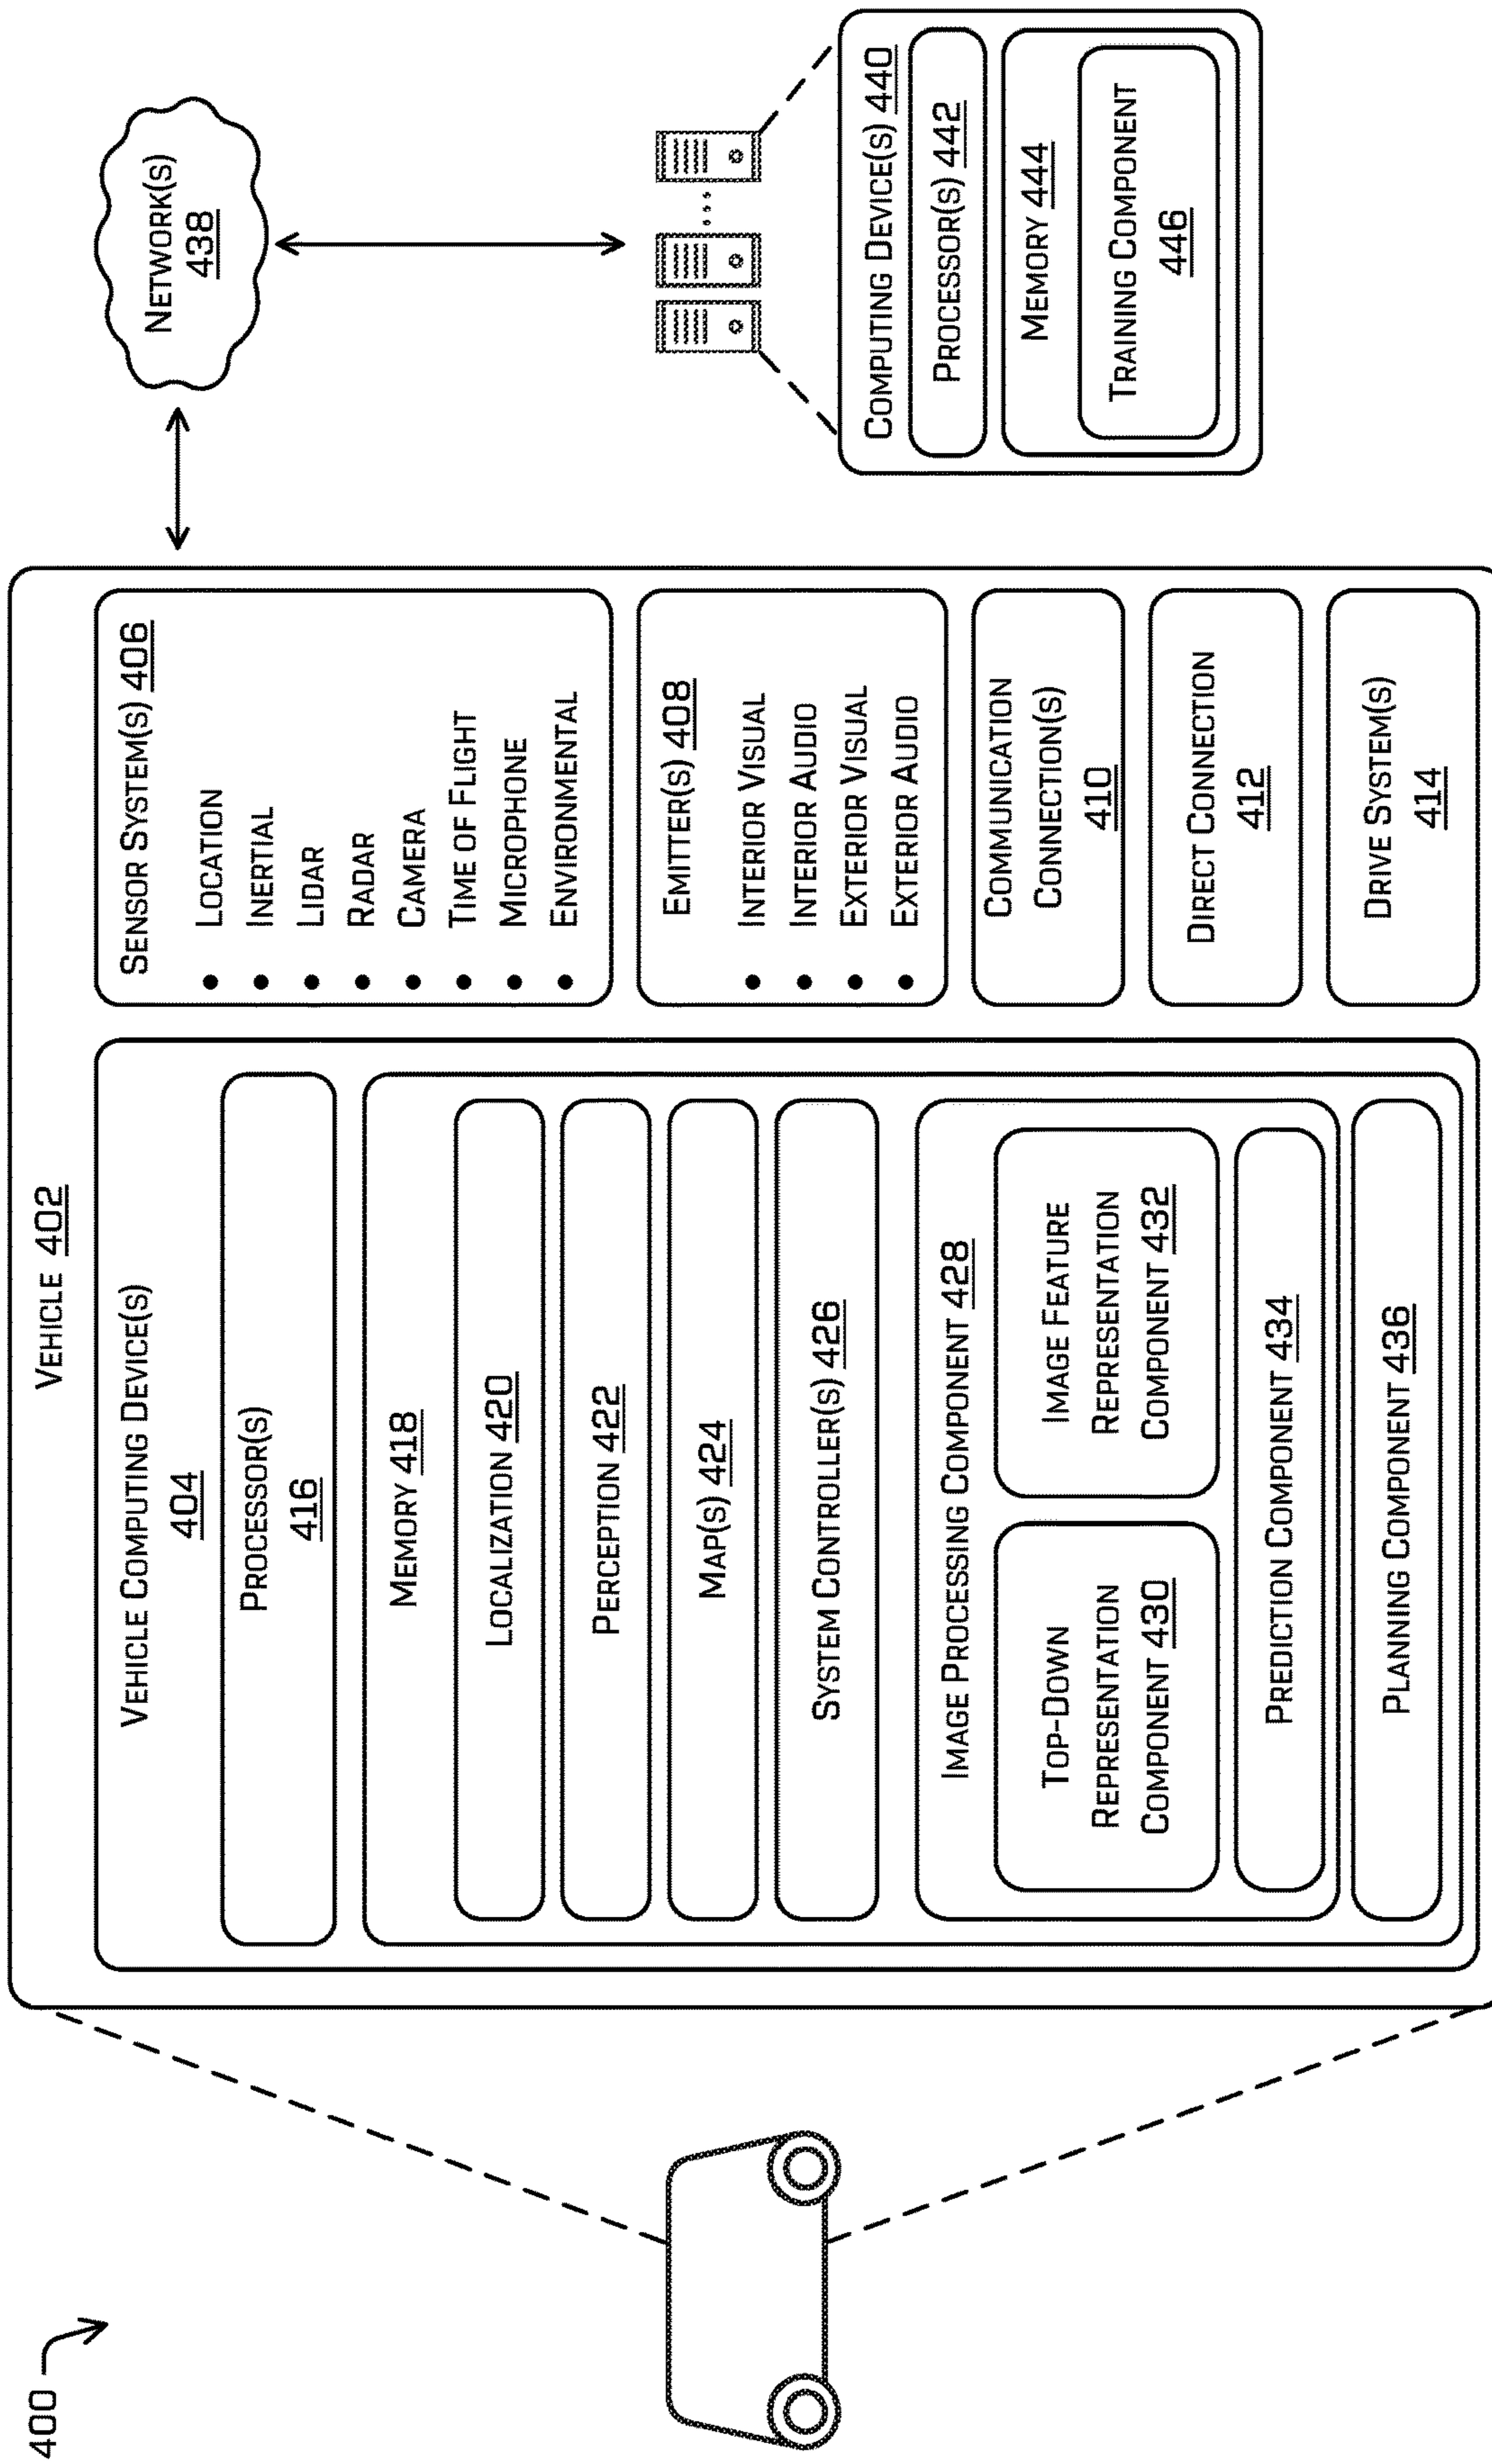 400
VEHICLE 402
VEHICLE COMPUTING DEVICE(S)
404
PROCESSOR(S)
416
MEMORY 418
LOCALIZATION 420
PERCEPTION 422
MAP(S) 424
SYSTEM CONTROLLER(S) 426
IMAGE PROCESSING COMPONENT 428
TOP-DOWN
REPRESENTATION
COMPONENT 430
IMAGE FEATURE
REPRESENTATION
COMPONENT 432
PREDICTION COMPONENT 434
PLANNING COMPONENT 436
SENSOR SYSTEM(S) 406
• LOCATION
• INERTIAL
• LIDAR
• RADAR
• CAMERA
• TIME OF FLIGHT
• MICROPHONE
• ENVIRONMENTAL
EMITTER(S) 408
• INTERIOR VISUAL
• INTERIOR AUDIO
• EXTERIOR VISUAL
• EXTERIOR AUDIO
COMMUNICATION
CONNECTION(S)
410
DIRECT CONNECTION
412
DRIVE SYSTEM(S)
414
NETWORK(S)
438
COMPUTING DEVICE(S) 440
PROCESSOR(S) 442
MEMORY 444
TRAINING COMPONENT
446